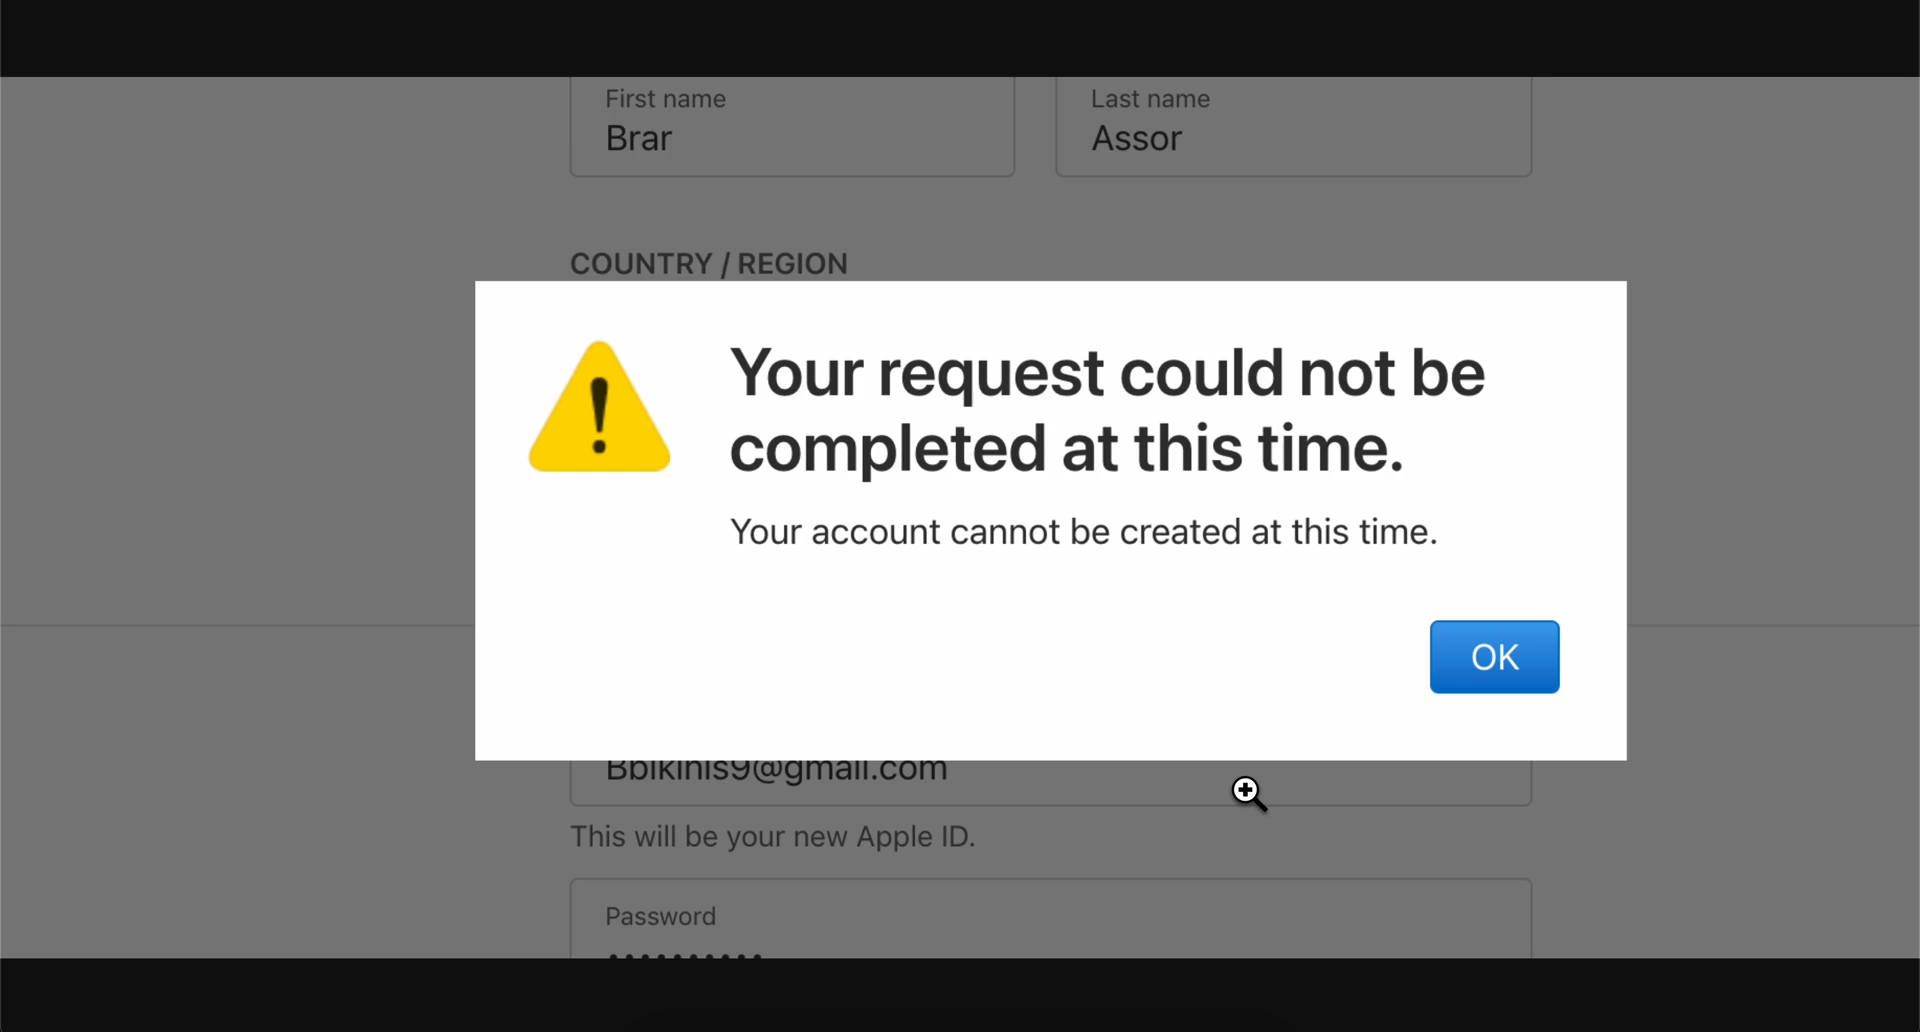 First name
Last name
Brar
Assor
COUNTRY / REGION
Your request could not be
completed at this time.
Your account cannot be created at this time.
OK
Bbikinis9@gmail.com
This will be your new Apple ID.
Password